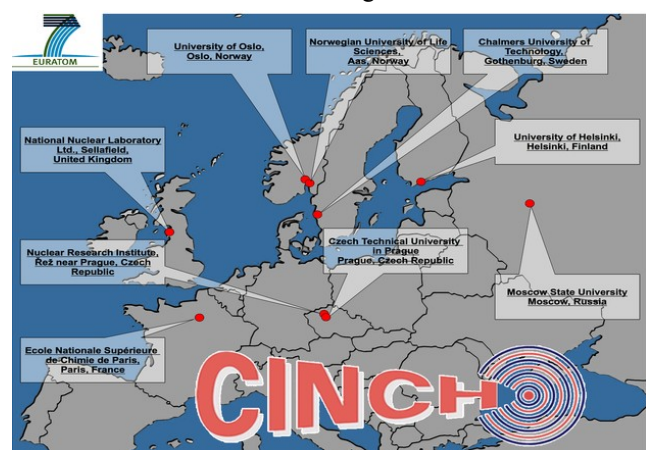 7
EURATOM
University of Oslo,
Oslo, Norway
Norwegian University of Life
Sciences,
Aas, Norway
Chalmers University of
Technology,
Gothenburg, Sweden
National Nuclear Laboratory
Ltd., Sellafield,
United Kingdom
University of Helsinki,
Helsinki, Finland
Nuclear Research Institute,
Řež near Prague, Czech
Republic
Czech Technical University
in Prague
Prague, Czech Republic
Moscow State University
Moscow, Russia
Ecole Nationale Supérieure
de Chimie de Paris,
Paris, France
CINCH